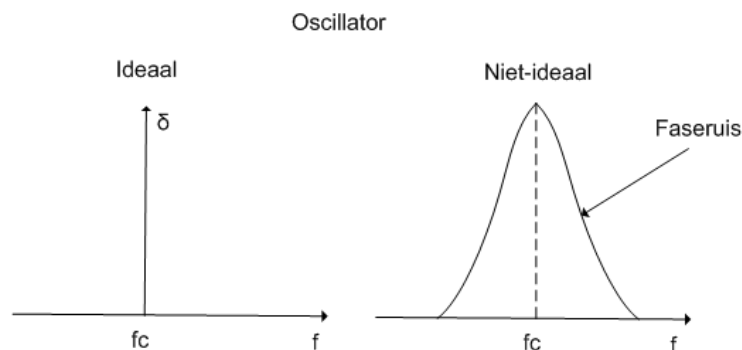 Oscillator
Ideaal
Niet-ideaal
δ
Faseruis
fc
f
fc
f